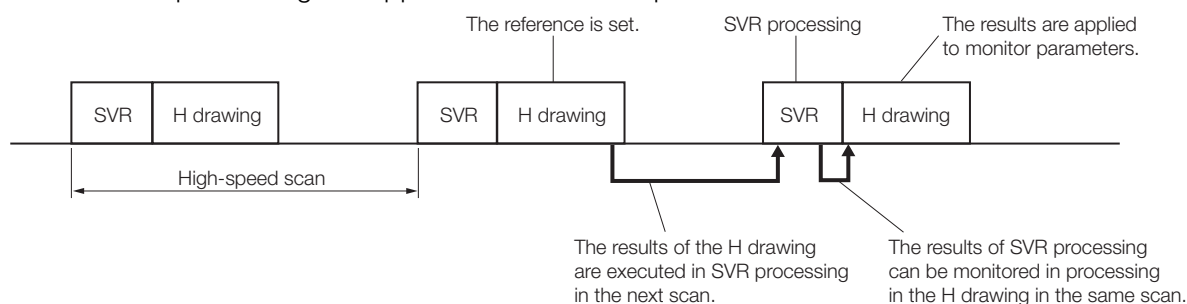 The reference is set.
SVR processing
The results are applied
to monitor parameters.
SVR
H drawing
SVR
H drawing
SVR
H drawing
High-speed scan
The results of the H drawing
are executed in SVR processing
in the next scan.
The results of SVR processing
can be monitored in processing
in the H drawing in the same scan.